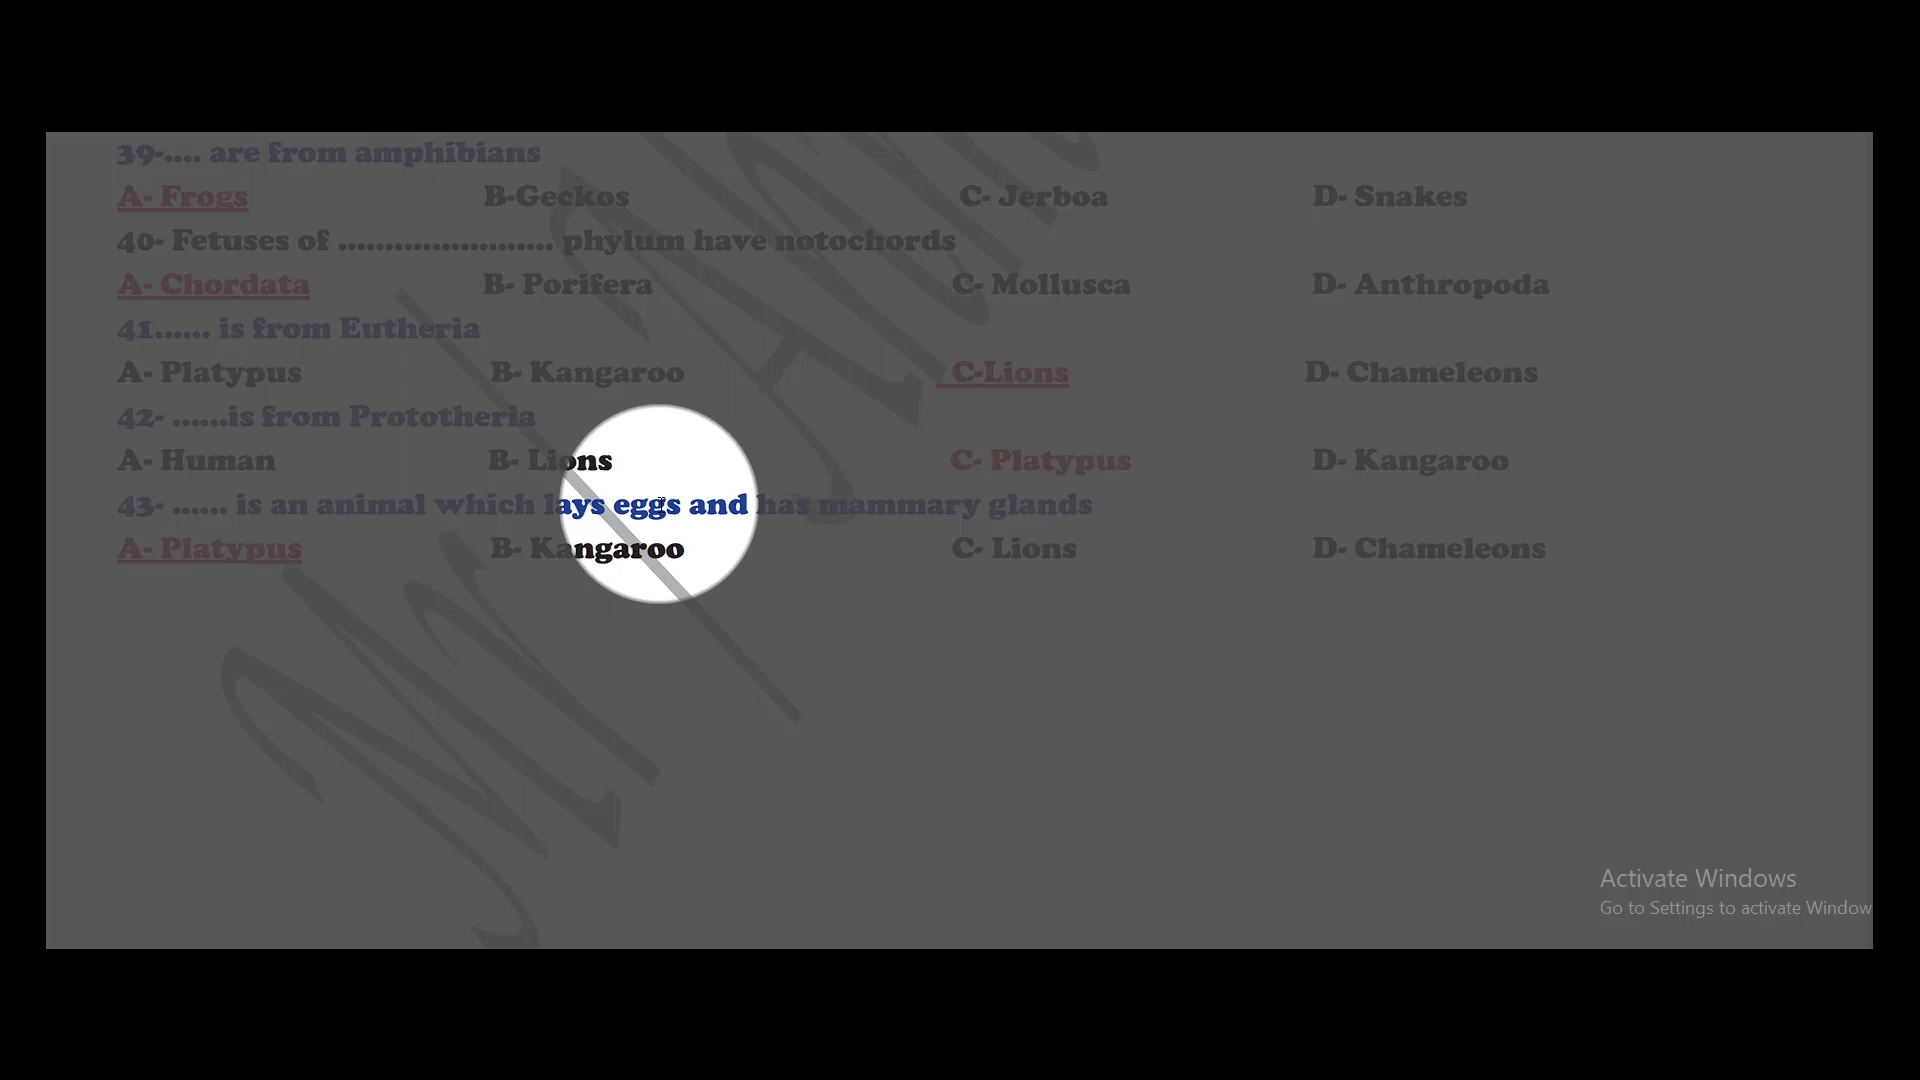 39-.... are from amphibians
A- Frogs B-Geckos C- Jerboa D- Snakes
40- Fetuses of ....................... phylum have notochords
A- Chordata B- Porifera C- Mollusca D- Anthropoda
41...... is from Eutheria
A- Platypus B- Kangaroo C-Lions D- Chameleons
42- ......is from Prototheria
A- Human B- Lions C- Platypus D- Kangaroo
43- ...... is an animal which lays eggs and has mammary glands
A- Platypus B- Kangaroo C- Lions D- Chameleons
Activate Windows
Go to Settings to activate Window